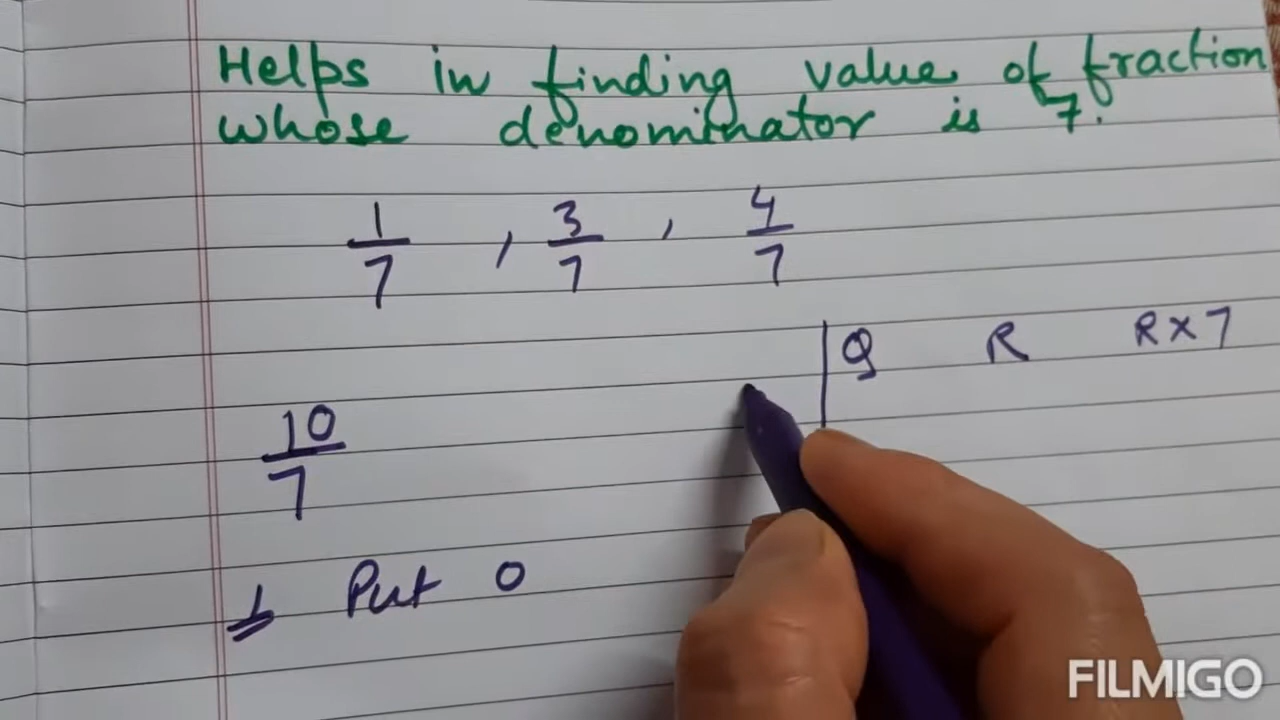 Helps in finding value of fraction
whose denominator is 7.
1/7 , 3/7 , 4/7
Q R R×7
10/7
1 Put 0
FILMIGO